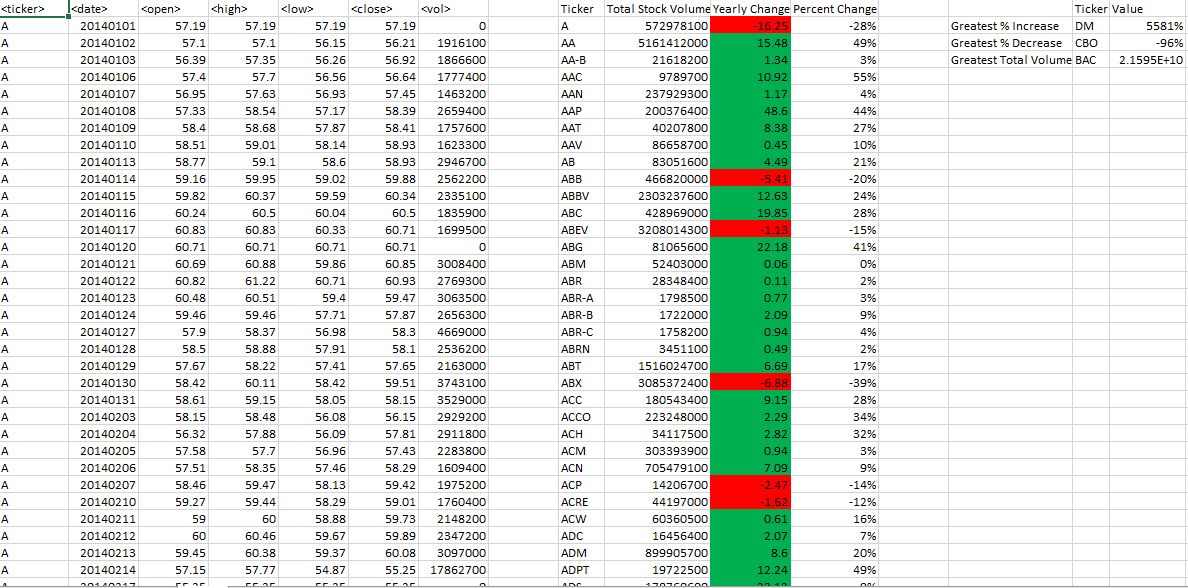 <ticker> <date> <open> <high> <low> <close> <vol> Ticker Total Stock Volume Yearly Change Percent Change Ticker Value
A 20140101 57.19 57.19 57.19 57.19 0 A 572978100 -16.25 -28% Greatest % Increase DM 5581%
A 20140102 57.1 57.1 56.15 56.21 1916100 AA 5161412000 15.48 49% Greatest % Decrease CBO -96%
A 20140103 56.39 57.35 56.26 56.92 1866600 AA-B 21618200 1.34 3% Greatest Total Volume BAC 2.1595E+10
A 20140106 57.4 57.7 56.56 56.64 1777400 AAC 9789700 10.92 55%
A 20140107 56.95 57.63 56.93 57.45 1463200 AAN 237929300 1.17 4%
A 20140108 57.33 58.54 57.17 58.39 2659400 AAP 200376400 48.6 44%
A 20140109 58.4 58.68 57.87 58.41 1757600 AAT 40207800 8.38 27%
A 20140110 58.51 59.01 58.14 58.93 1623300 AAV 86658700 0.45 10%
A 20140113 58.77 59.1 58.6 58.93 2946700 AB 83051600 4.49 21%
A 20140114 59.16 59.95 59.02 59.88 2562200 ABB 466820000 -5.41 -20%
A 20140115 59.82 60.37 59.59 60.34 2335100 ABBV 2303237600 12.63 24%
A 20140116 60.24 60.5 60.04 60.5 1835900 ABC 428969000 19.85 28%
A 20140117 60.83 60.83 60.33 60.71 1699500 ABEV 3208014300 -1.13 -15%
A 20140120 60.71 60.71 60.71 60.71 0 ABG 81065600 22.18 41%
A 20140121 60.69 60.88 59.86 60.85 3008400 ABM 52403000 0.06 0%
A 20140122 60.82 61.22 60.71 60.93 2769300 ABR 28348400 0.11 2%
A 20140123 60.48 60.51 59.4 59.47 3063500 ABR-A 1798500 0.77 3%
A 20140124 59.46 59.46 57.71 57.87 2656300 ABR-B 1722000 2.09 9%
A 20140127 57.9 58.37 56.98 58.3 4669000 ABR-C 1758200 0.94 4%
A 20140128 58.5 58.88 57.91 58.1 2536200 ABRN 3451100 0.49 2%
A 20140129 57.67 58.22 57.41 57.65 2163000 ABT 1516024700 6.69 17%
A 20140130 58.42 60.11 58.42 59.51 3743100 ABX 3085372400 -6.88 -39%
A 20140131 58.61 59.15 58.05 58.15 3529000 ACC 180543400 9.15 28%
A 20140203 58.15 58.48 56.08 56.15 2929200 ACCO 223248000 2.29 34%
A 20140204 56.32 57.88 56.09 57.81 2911800 ACH 34117500 2.82 32%
A 20140205 57.58 57.7 56.96 57.43 2283800 ACM 303393900 0.94 3%
A 20140206 57.51 58.35 57.46 58.29 1609400 ACN 705479100 7.09 9%
A 20140207 58.46 59.47 58.13 59.42 1975200 ACP 14206700 -2.47 -14%
A 20140210 59.27 59.44 58.29 59.01 1760400 ACRE 44197000 -1.62 -12%
A 20140211 59 60 58.88 59.73 2148200 ACW 60360500 0.61 16%
A 20140212 60 60.46 59.67 59.89 2347200 ADC 16456400 2.07 7%
A 20140213 59.45 60.38 59.37 60.08 3097000 ADM 899905700 8.6 20%
A 20140214 57.15 57.77 54.87 55.25 17862700 ADPT 19722500 12.24 49%